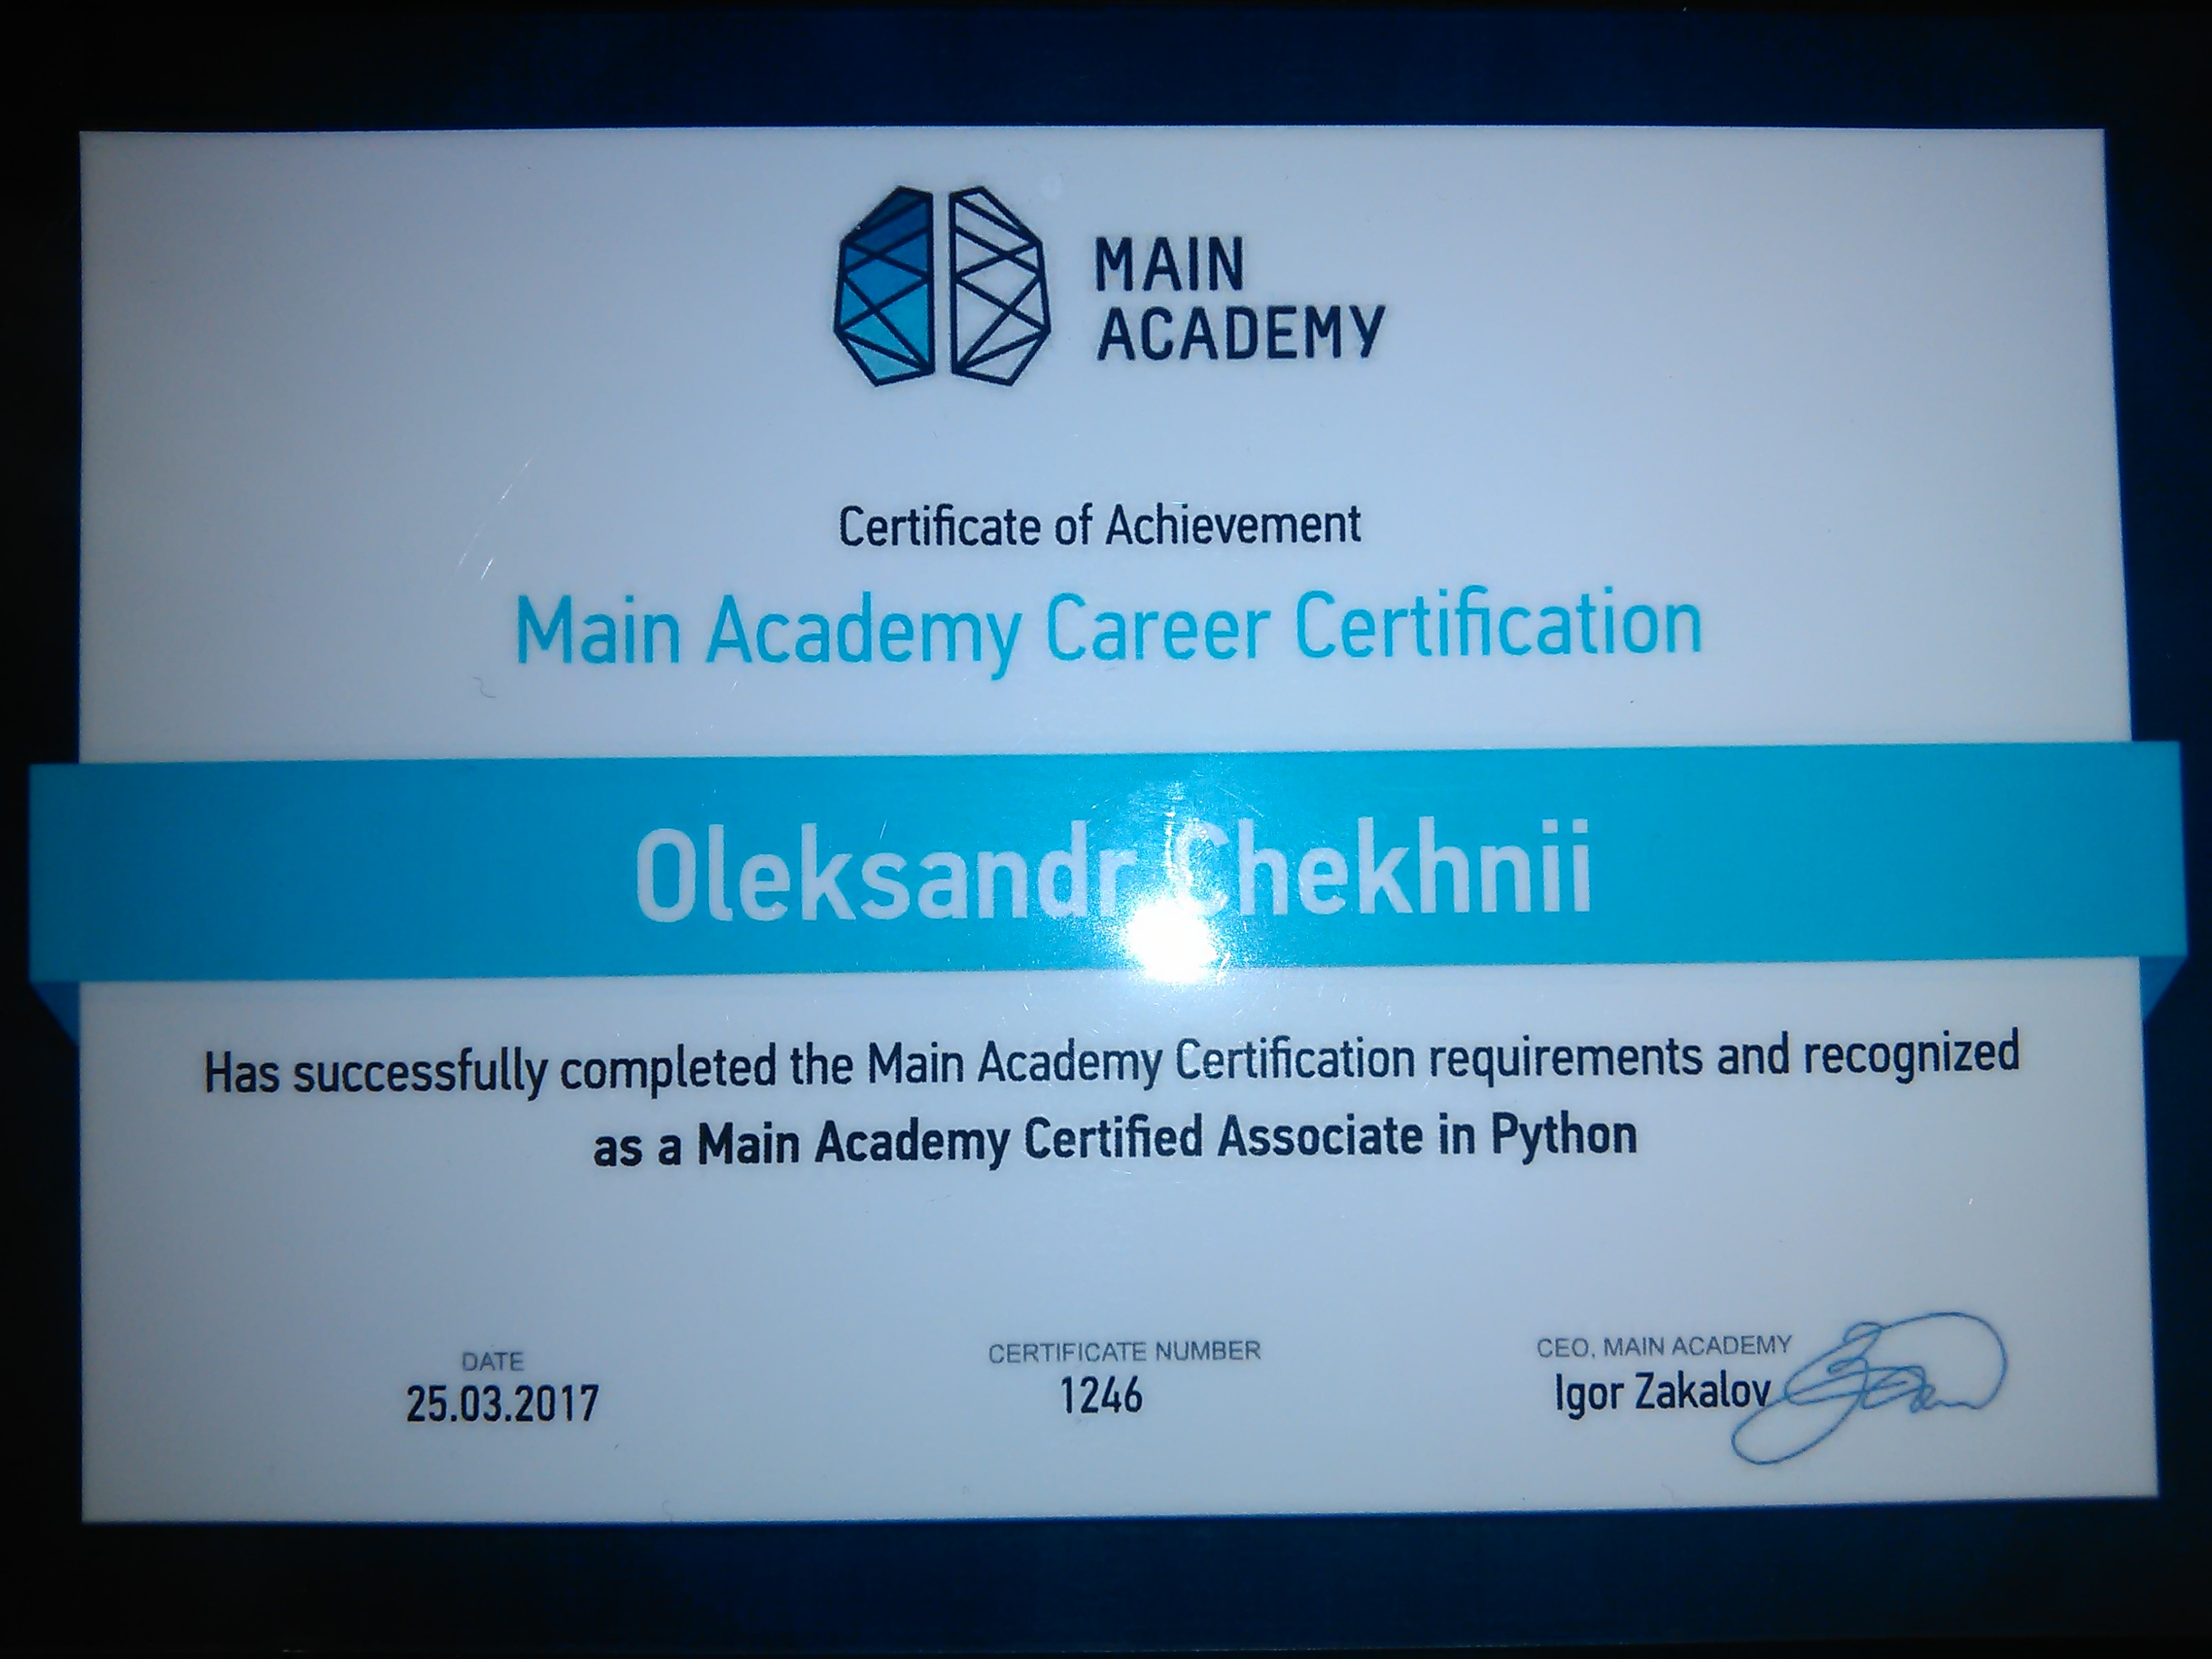 MAIN
ACADEMY
Certificate of Achievement
Main Academy Career Certification
Oleksandr Chekhnii
Has successfully completed the Main Academy Certification requirements and recognized
as a Main Academy Certified Associate in Python
DATE
25.03.2017
CERTIFICATE NUMBER
1246
CEO, MAIN ACADEMY
Igor Zakalov